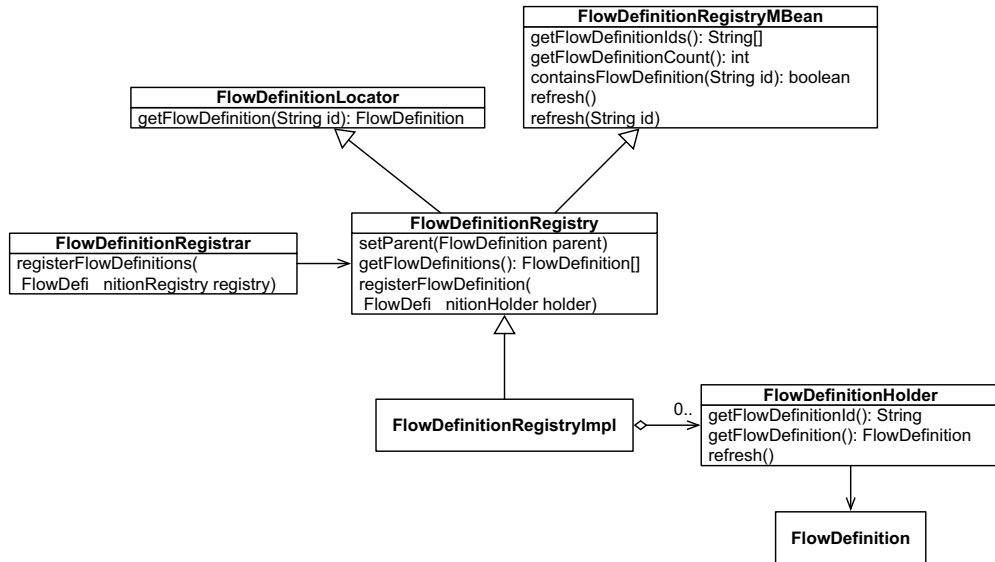 FlowDefinitionRegistryMBean
getFlowDefinitionIds(): String[]
getFlowDefinitionCount(): int
containsFlowDefinition(String id): boolean
refresh()
refresh(String id)
FlowDefinitionLocator
getFlowDefinition(String id): FlowDefinition
FlowDefinitionRegistry
setParent(FlowDefinition parent)
getFlowDefinitions(): FlowDefinition[]
registerFlowDefinition(
FlowDefi nitionHolder holder)
FlowDefinitionRegistrar
registerFlowDefinitions(
FlowDefi nitionRegistry registry)
FlowDefinitionRegistryImpl
0..
FlowDefinitionHolder
getFlowDefinitionId(): String
getFlowDefinition(): FlowDefinition
refresh()
FlowDefinition